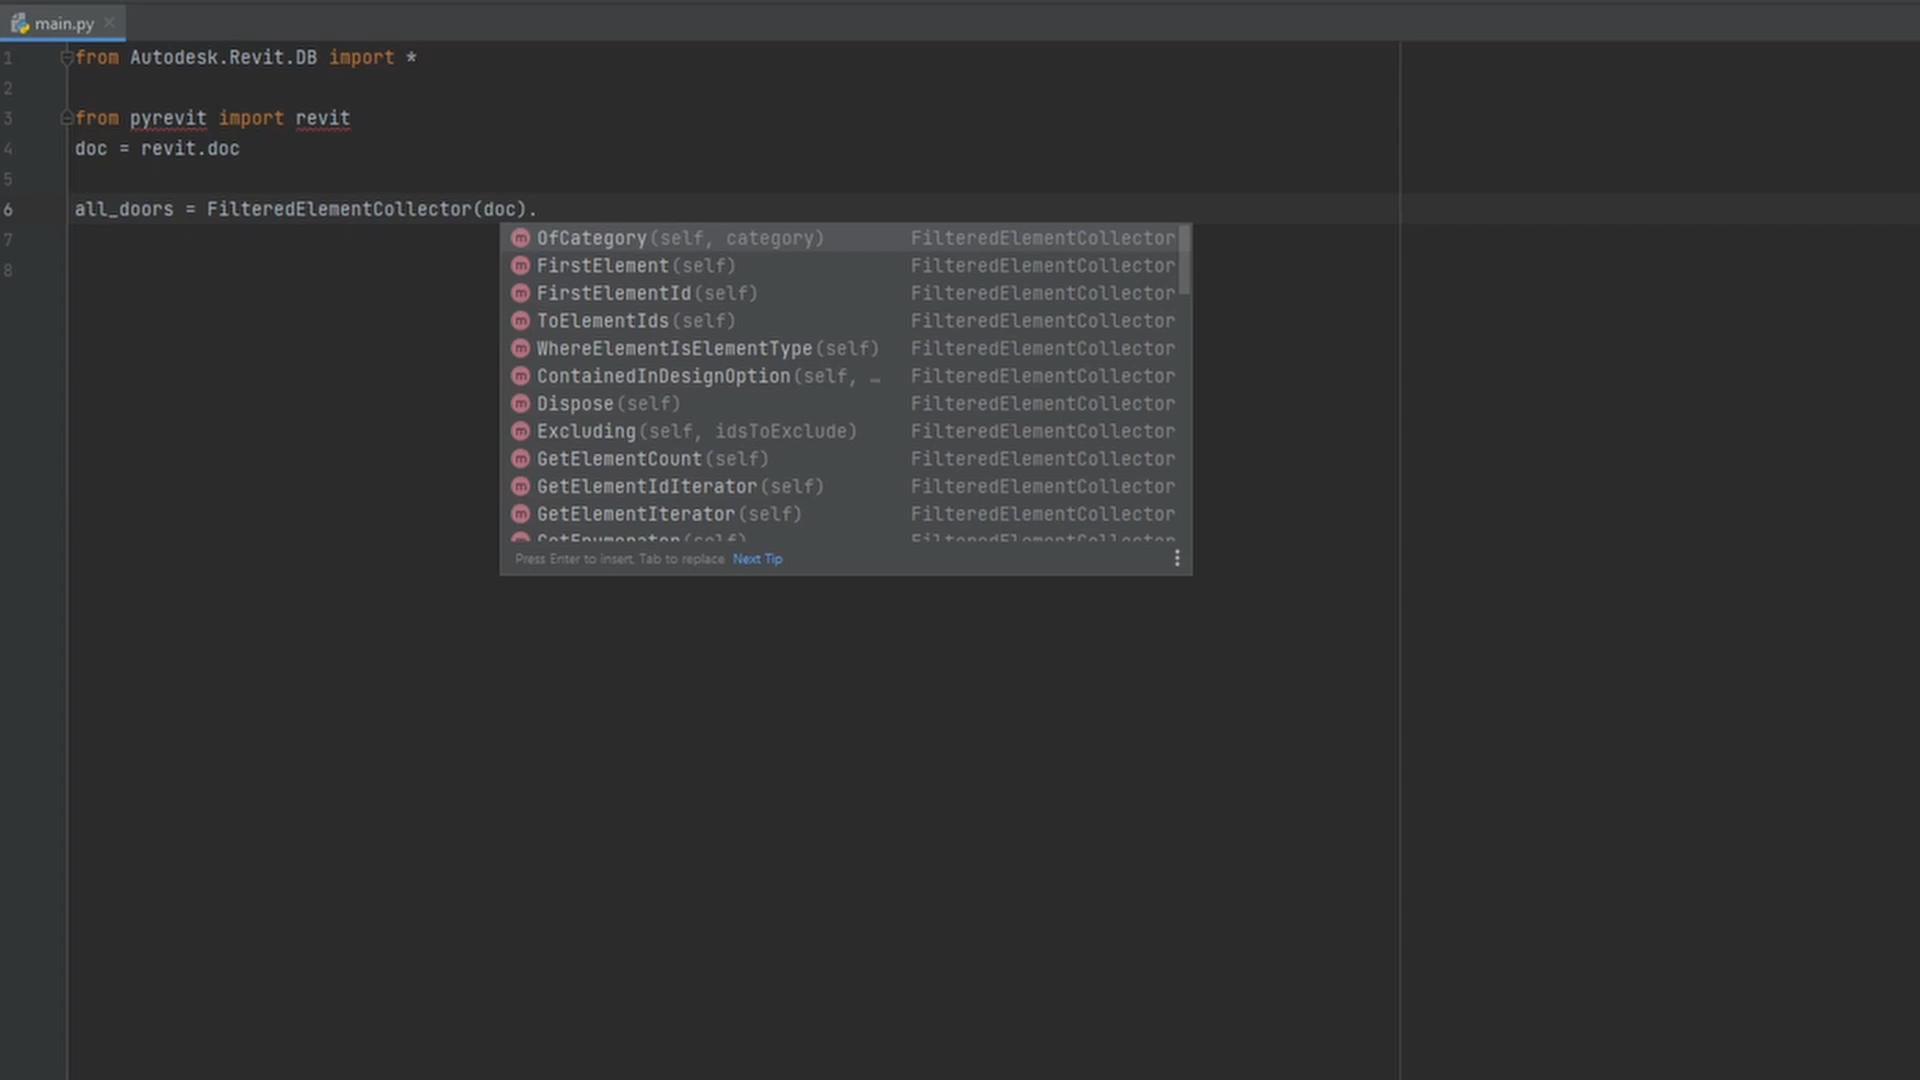 main.py
1 from Autodesk.Revit.DB import *
2
3 from pyrevit import revit
4 doc = revit.doc
5
6 all_doors = FilteredElementCollector(doc).
7
8
m OfCategory(self, category) FilteredElementCollector
m FirstElement(self) FilteredElementCollector
m FirstElementId(self) FilteredElementCollector
m ToElementIds(self) FilteredElementCollector
m WhereElementIsElementType(self) FilteredElementCollector
m ContainedInDesignOption(self, … FilteredElementCollector
m Dispose(self) FilteredElementCollector
m Excluding(self, idsToExclude) FilteredElementCollector
m GetElementCount(self) FilteredElementCollector
m GetElementIdIterator(self) FilteredElementCollector
m GetElementIterator(self) FilteredElementCollector
m GetEnumerator(self) FilteredElementCollector
Press Enter to insert, Tab to replace Next Tip